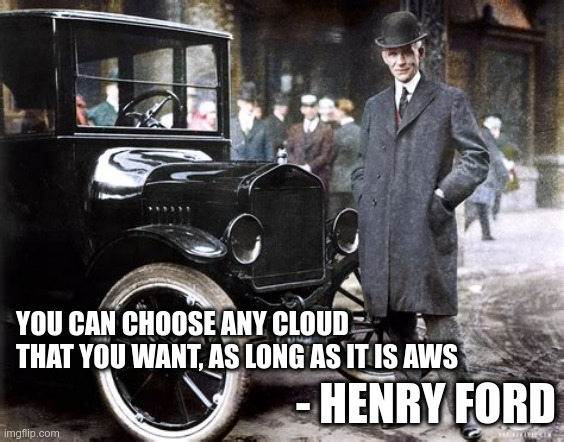 YOU CAN CHOOSE ANY CLOUD
THAT YOU WANT, AS LONG AS IT IS AWS
- HENRY FORD
imgflip.com